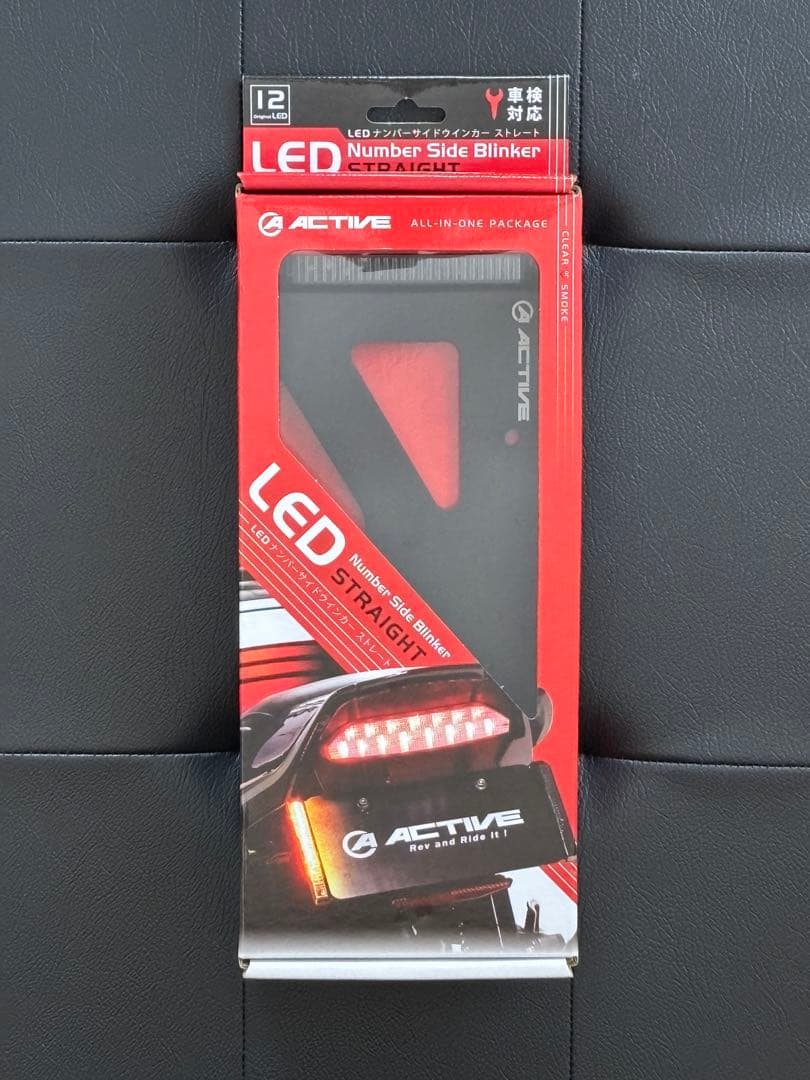 12
Original LED
車検
対応
LED ナンバーサイドウインカー ストレート
LED Number Side Blinker
STRAIGHT
ACTIVE ALL-IN-ONE PACKAGE
CLEAR or SMOKE
ACTIVE
LED Number Side Blinker
STRAIGHT
LED ナンバーサイドウインカー ストレート
ACTIVE
Rev and Ride It!